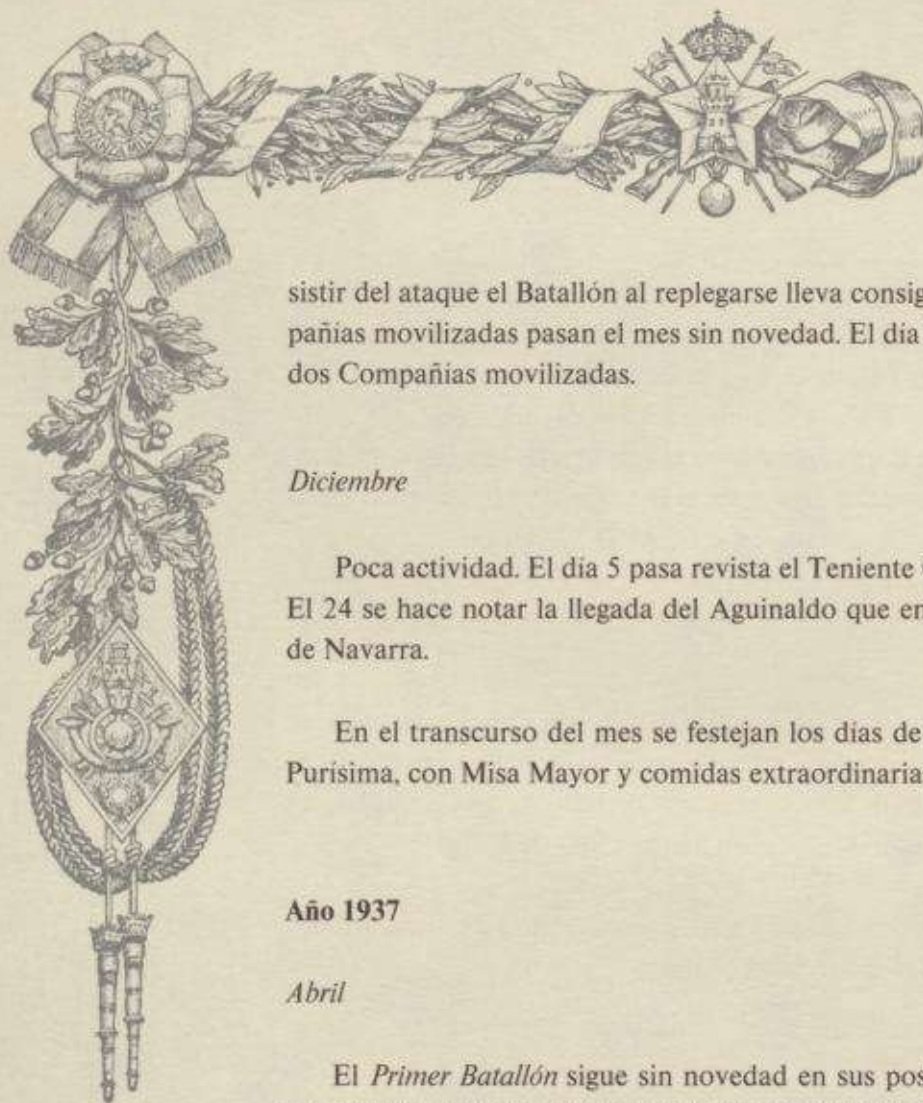 sistir del ataque el Batallón al replegarse lleva consig
pañías movilizadas pasan el mes sin novedad. El día
dos Compañías movilizadas.
Diciembre
Poca actividad. El día 5 pasa revista el Teniente
El 24 se hace notar la llegada del Aguinaldo que en
de Navarra.
En el transcurso del mes se festejan los días de
Purísima, con Misa Mayor y comidas extraordinaria
Año 1937
Abril
El Primer Batallón sigue sin novedad en sus pos